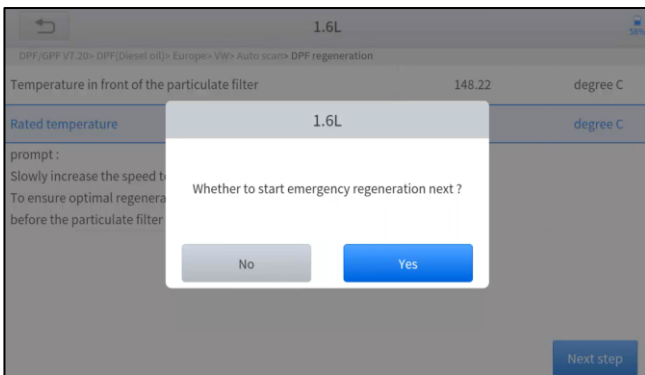 1.6L
58%
DPF/GPF V7.20> DPF(Diesel oil)> Europe> VW> Auto scan> DPF regeneration
Temperature in front of the particulate filter 148.22 degree C
Rated temperature degree C
prompt :
Slowly increase the speed
To ensure optimal
before the particulate filter
1.6L
Whether to start emergency regeneration next ?
No Yes
Next step